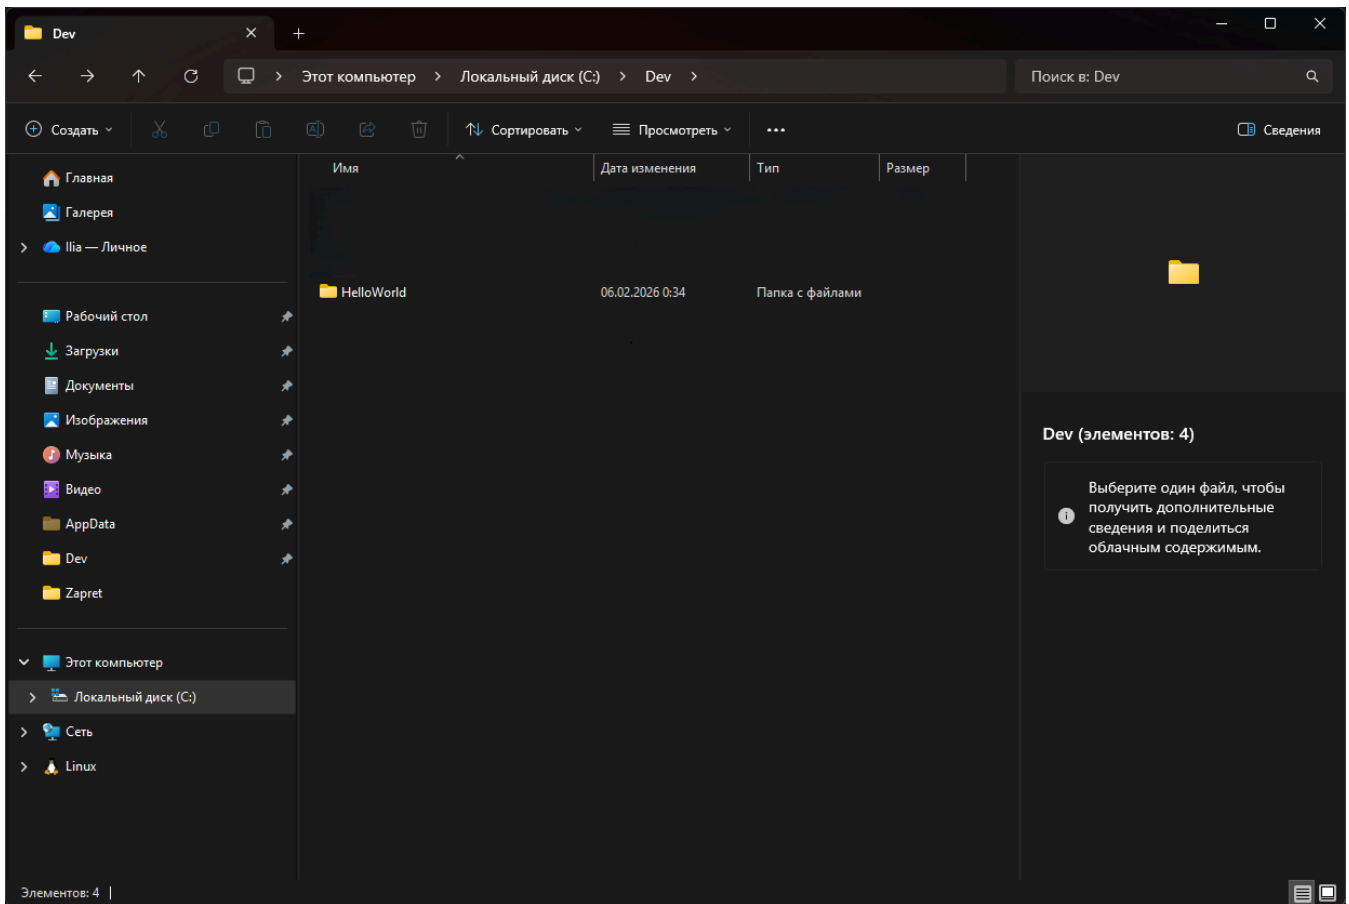 Dev
Этот компьютер > Локальный диск (C:) > Dev >
Поиск в: Dev
Создать
Сортировать
Просмотреть
Сведения
Главная
Галерея
Ilia — Личное
Рабочий стол
Загрузки
Документы
Изображения
Музыка
Видео
AppData
Dev
Zapret
Этот компьютер
Локальный диск (C:)
Сеть
Linux
Имя Дата изменения Тип Размер
HelloWorld 06.02.2026 0:34 Папка с файлами
Dev (элементов: 4)
Выберите один файл, чтобы
получить дополнительные
сведения и поделиться
облачным содержимым.
Элементов: 4